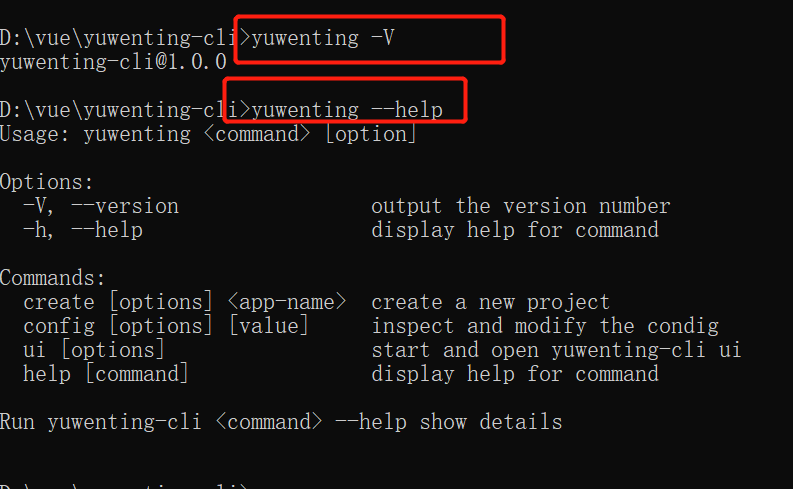 D:\vue\yuwenting-cli>yuwenting -V
yuwenting-cli@1.0.0
D:\vue\yuwenting-cli>yuwenting --help
Usage: yuwenting <command> [option]
Options:
-V, --version output the version number
-h, --help display help for command
Commands:
create [options] <app-name> create a new project
config [options] [value] inspect and modify the condig
ui [options] start and open yuwenting-cli ui
help [command] display help for command
Run yuwenting-cli <command> --help show details